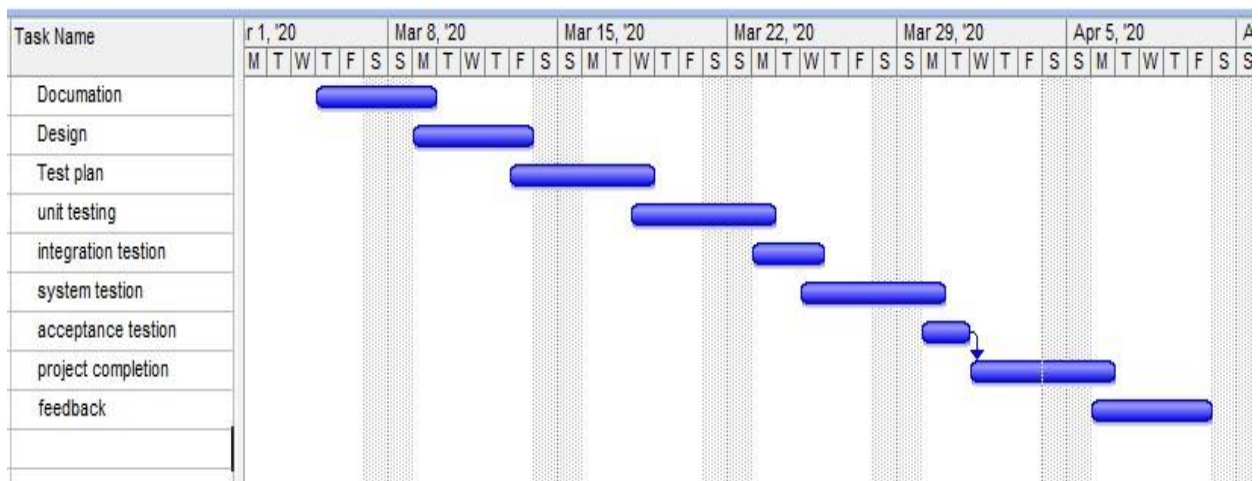 Task Name
r 1, '20 Mar 8, '20 Mar 15, '20 Mar 22, '20 Mar 29, '20 Apr 5, '20 A
M T W T F S S M T W T F S S M T W T F S S M T W T F S S M T W T F S S M T W T F S S
Documation
Design
Test plan
unit testing
integration testion
system testion
acceptance testion
project completion
feedback